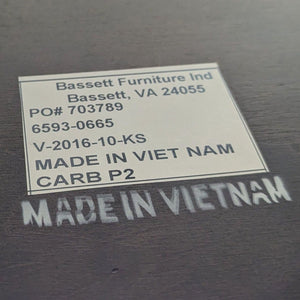 Bassett Furniture Ind
Bassett, VA 24055
PO# 703789
6593-0665
V-2016-10-KS
MADE IN VIET NAM
CARB P2
MADE IN VIETNAM